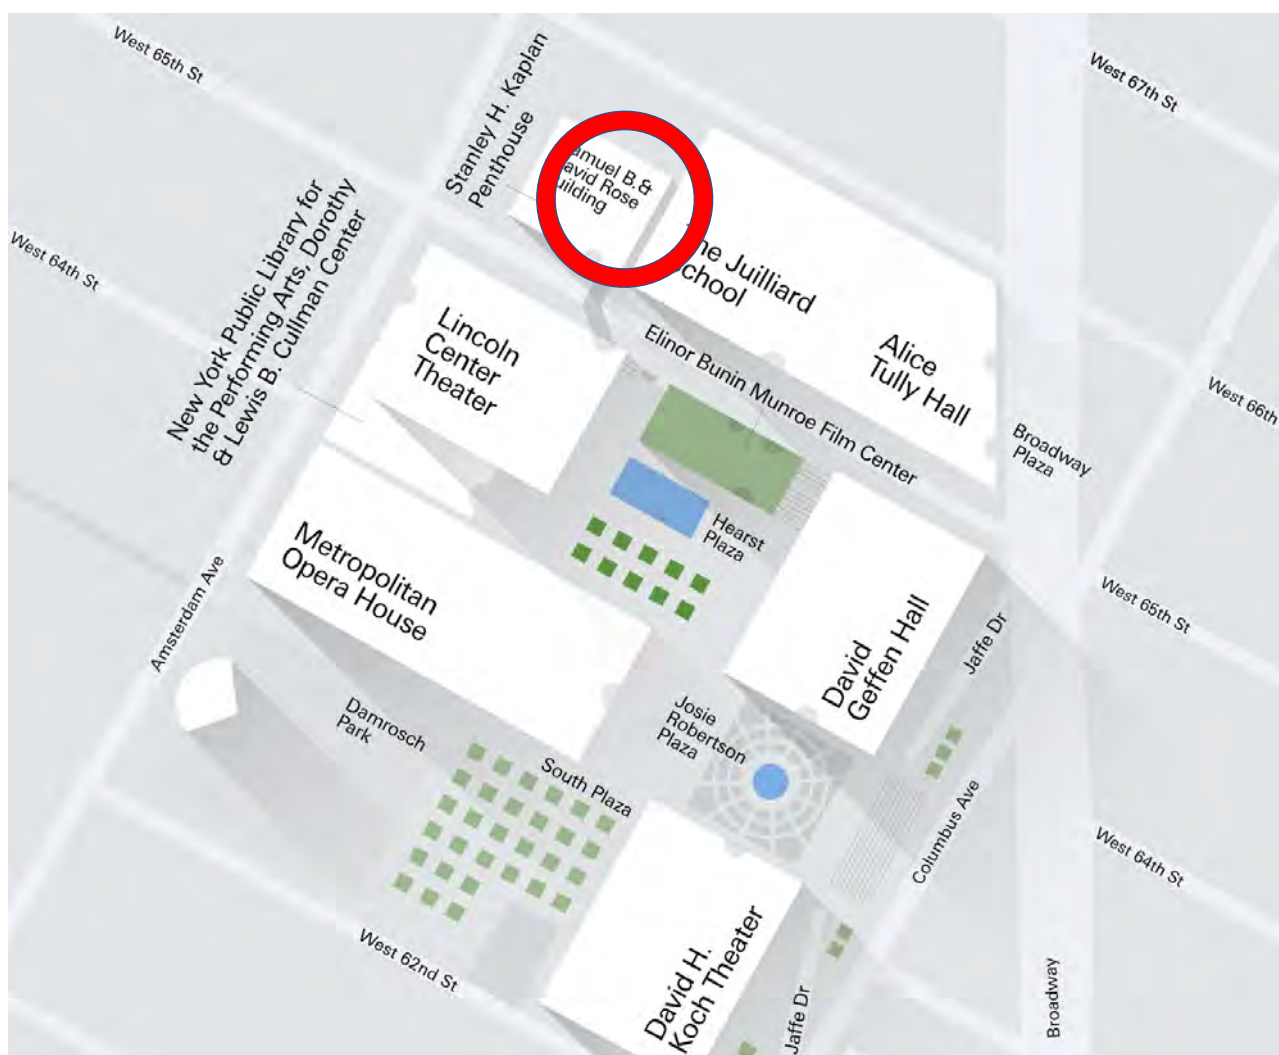 West 65th St
Stanley H. Kaplan
Penthouse
West 67th St
amuel B. &
avid Rose
uilding
New York Public Library for
the Performing Arts, Dorothy
& Lewis B. Cullman Center
West 64th St
he Juilliard
chool
Lincoln
Center
Theater
Elinor Bunin Munroe Film Center
Alice
Tully Hall
West 66th
Broadway
Plaza
Hearst
Plaza
Metropolitan
Opera House
Amsterdam Ave
West 65th St
David
Geffen Hall
Jaffe Dr
Damrosch
Park
Josie
Robertson
Plaza
South Plaza
Columbus Ave
West 64th St
West 62nd St
David H.
Koch Theater
Jaffe Dr
Broadway